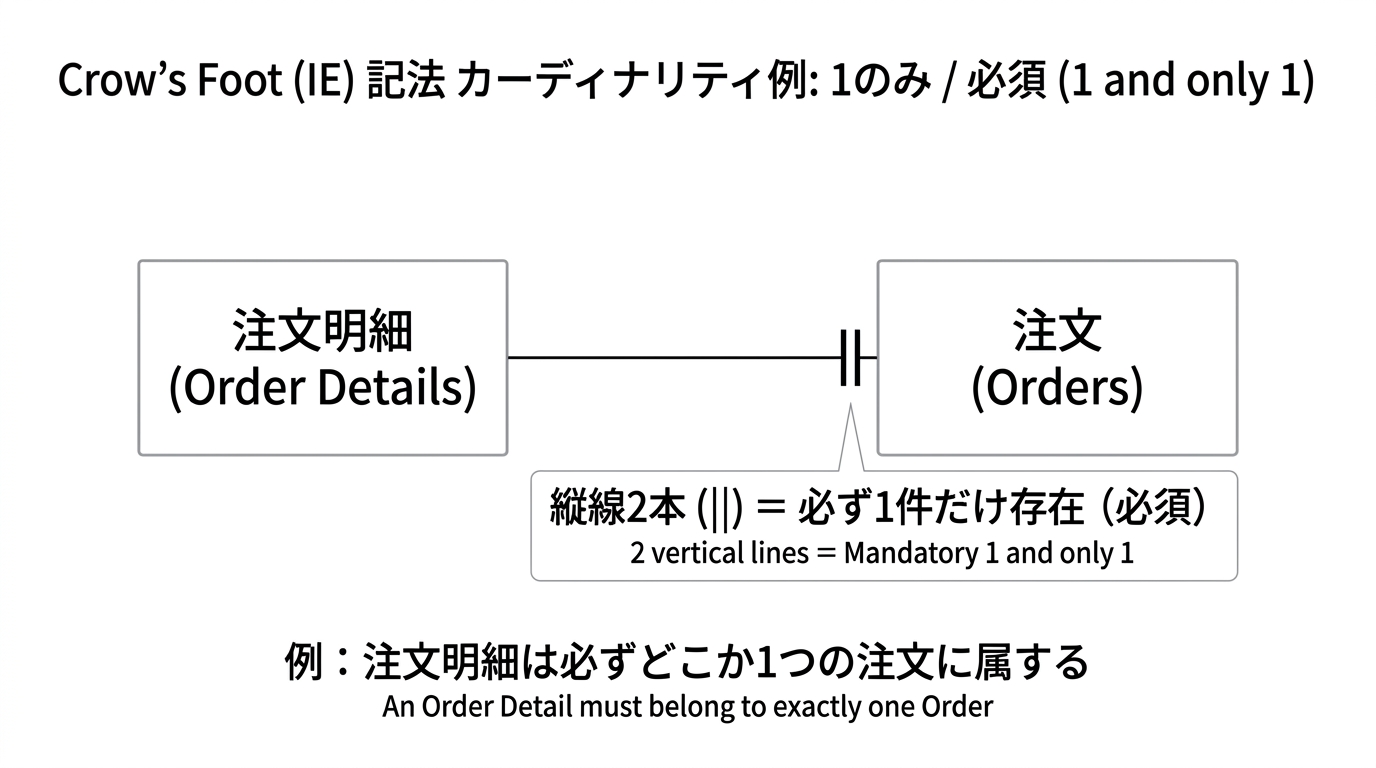 Crow’s Foot (IE) 記法 カーディナリティ例: 1のみ / 必須 (1 and only 1)
注文明細
(Order Details)
注文
(Orders)
縦線2本 (||) = 必ず1件だけ存在（必須）
2 vertical lines = Mandatory 1 and only 1
例：注文明細は必ずどこか1つの注文に属する
An Order Detail must belong to exactly one Order